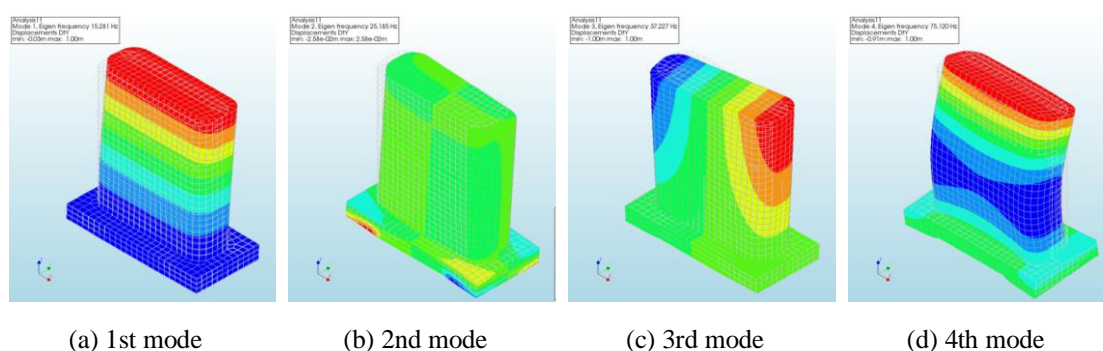 Analysis11
Mode 1, Eigen frequency 15.281 Hz
Displacements DtY
min: -0.03m max: 1.00m
Analysis11
Mode 2, Eigen frequency 25.185 Hz
Displacements DtY
min: -2.58e-02m max: 2.58e-02m
Analysis11
Mode 3, Eigen frequency 37.227 Hz
Displacements DtY
min: -1.00m max: 1.00m
Analysis11
Mode 4, Eigen frequency 75.120 Hz
Displacements DtY
min: -0.91m max: 1.00m
(a) 1st mode
(b) 2nd mode
(c) 3rd mode
(d) 4th mode